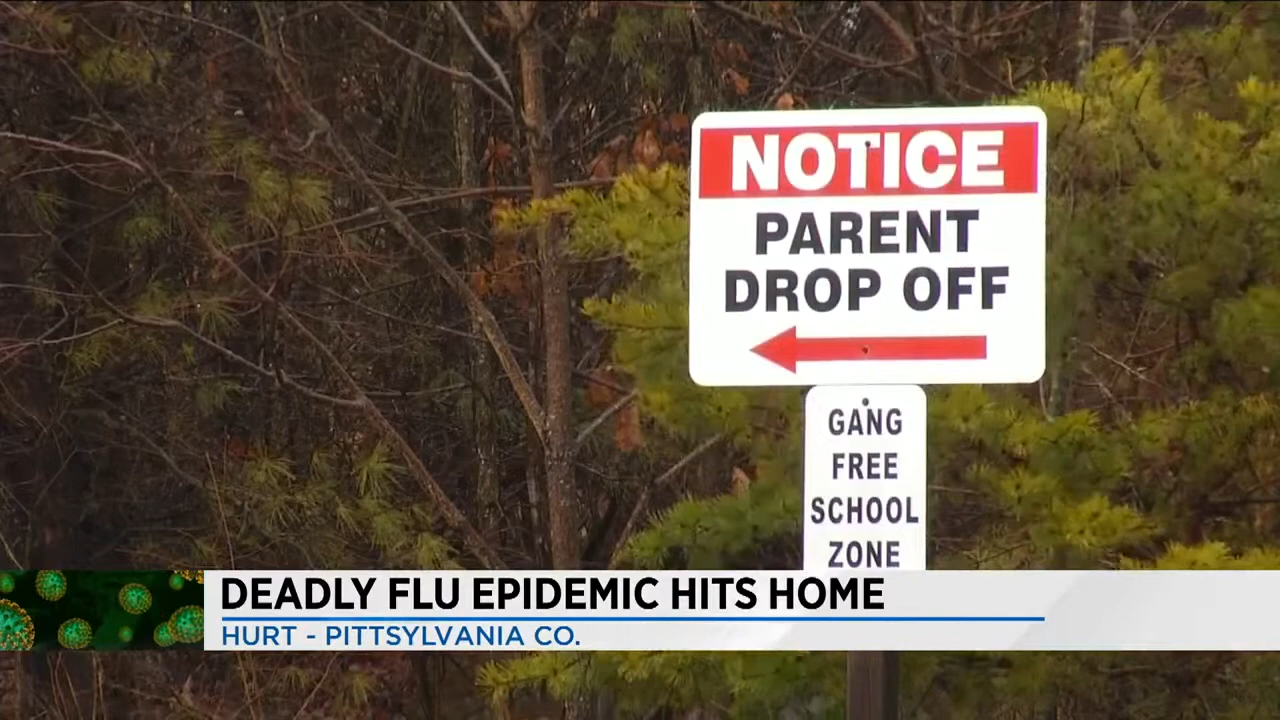 NOTICE
PARENT
DROP OFF
GANG
FREE
SCHOOL
ZONE
DEADLY FLU EPIDEMIC HITS HOME
HURT - PITTSYLVANIA CO.